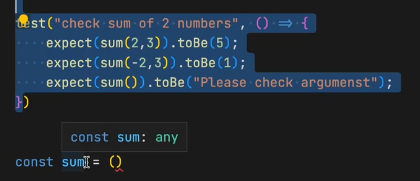 test("check sum of 2 numbers", () => {
expect(sum(2,3)).toBe(5);
expect(sum(-2,3)).toBe(1);
expect(sum()).toBe("Please check argumenst");
})
const sum: any
const sum = ()